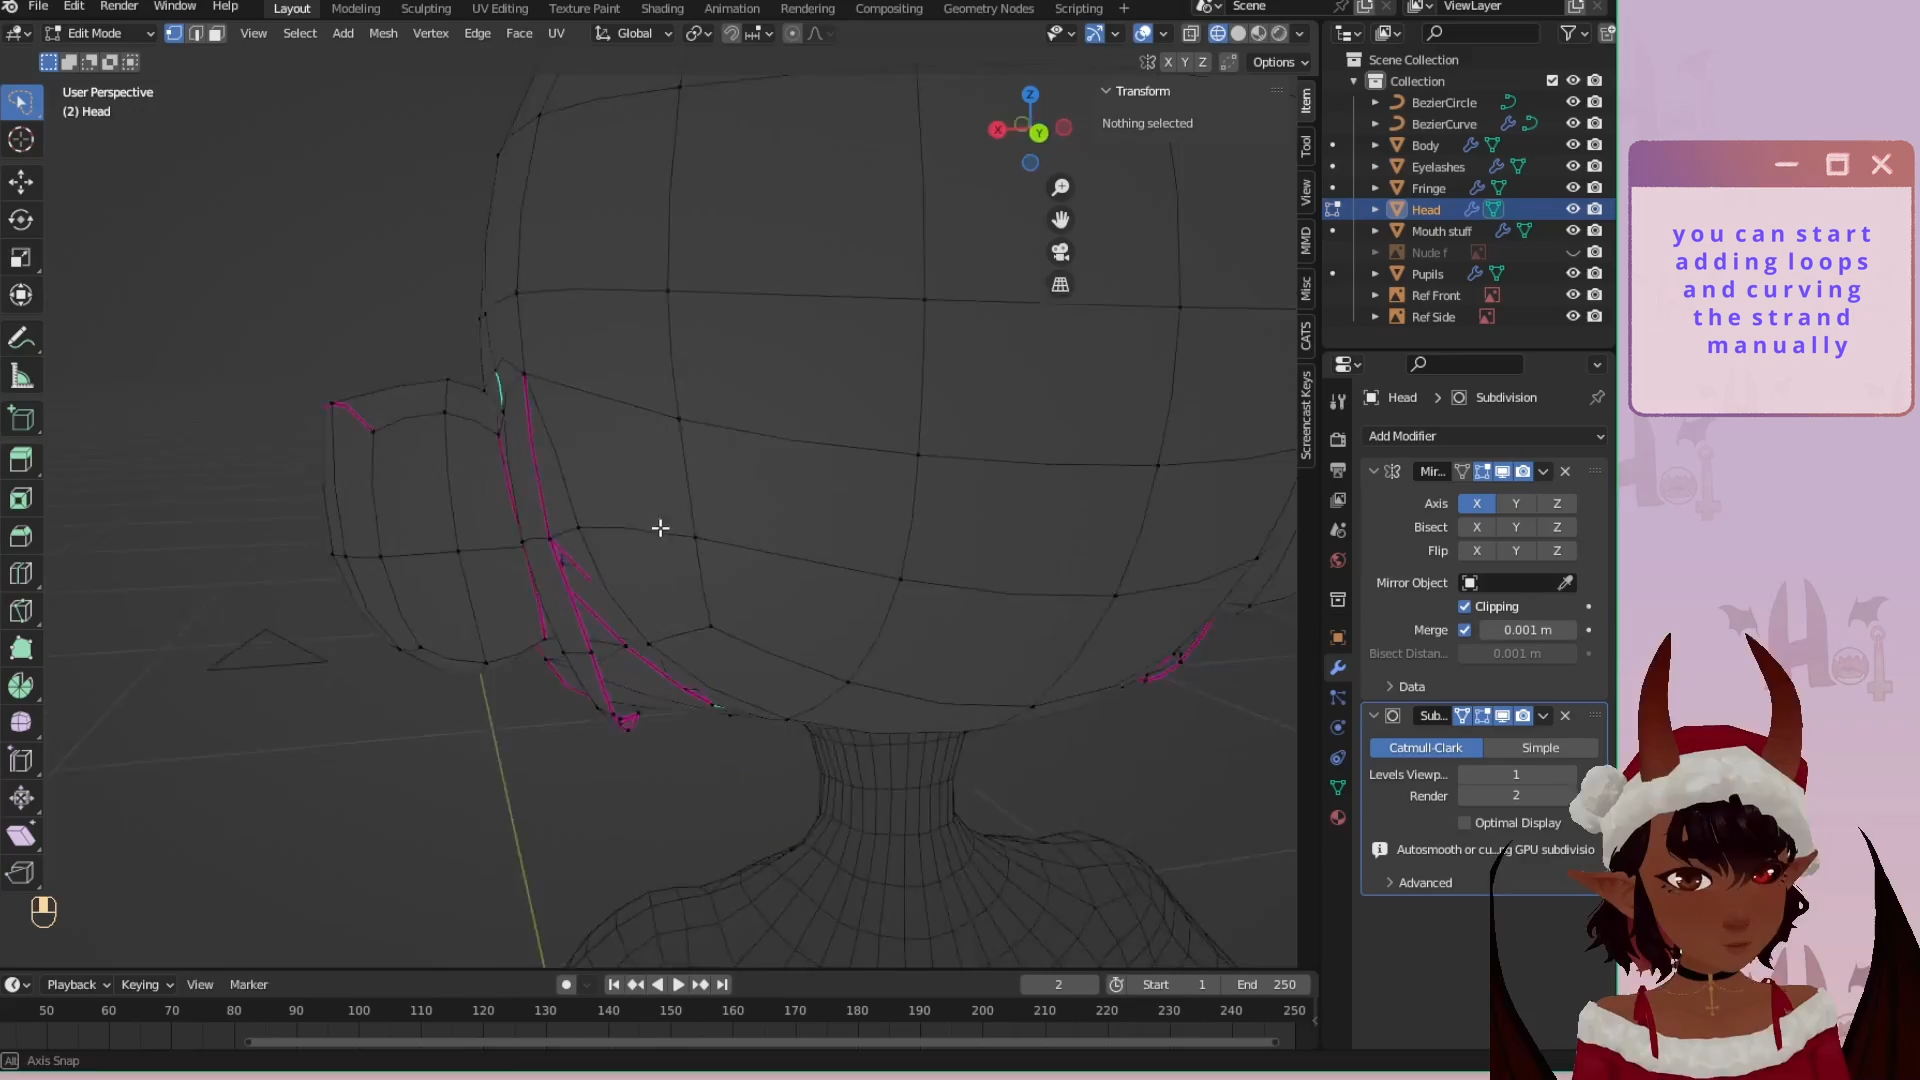 File Edit Render Window Help
Layout Modeling Sculpting UV Editing Texture Paint Shading Animation Rendering Compositing Geometry Nodes Scripting +
Scene
ViewLayer
Edit Mode
View Select Add Mesh Vertex Edge Face UV
Global
X Y Z
Options
User Perspective
(2) Head
Transform
Nothing selected
Z
X
Y
Item
Tool
View
MMD
Misc
CATS
Screencast Keys
Scene Collection
Collection
BezierCircle
BezierCurve
Body
Eyelashes
Fringe
Head
Mouth stuff
Nude f
Pupils
Ref Front
Ref Side
Head > Subdivision
Add Modifier
Mir...
Axis X Y Z
Bisect X Y Z
Flip X Y Z
Mirror Object
Clipping
Merge 0.001 m
Bisect Distan... 0.001 m
Data
Sub...
Catmull-Clark Simple
Levels Viewp... 1
Render 2
Optimal Display
Autosmooth or cu...ng GPU subdivisio
Advanced
you can start
adding loops
and curving
the strand
manually
Playback Keying View Marker
2 Start 1 End 250
50 60 70 80 90 100 110 120 130 140 150 160 170 180 190 200 210 220 230 240 250
Alt Axis Snap